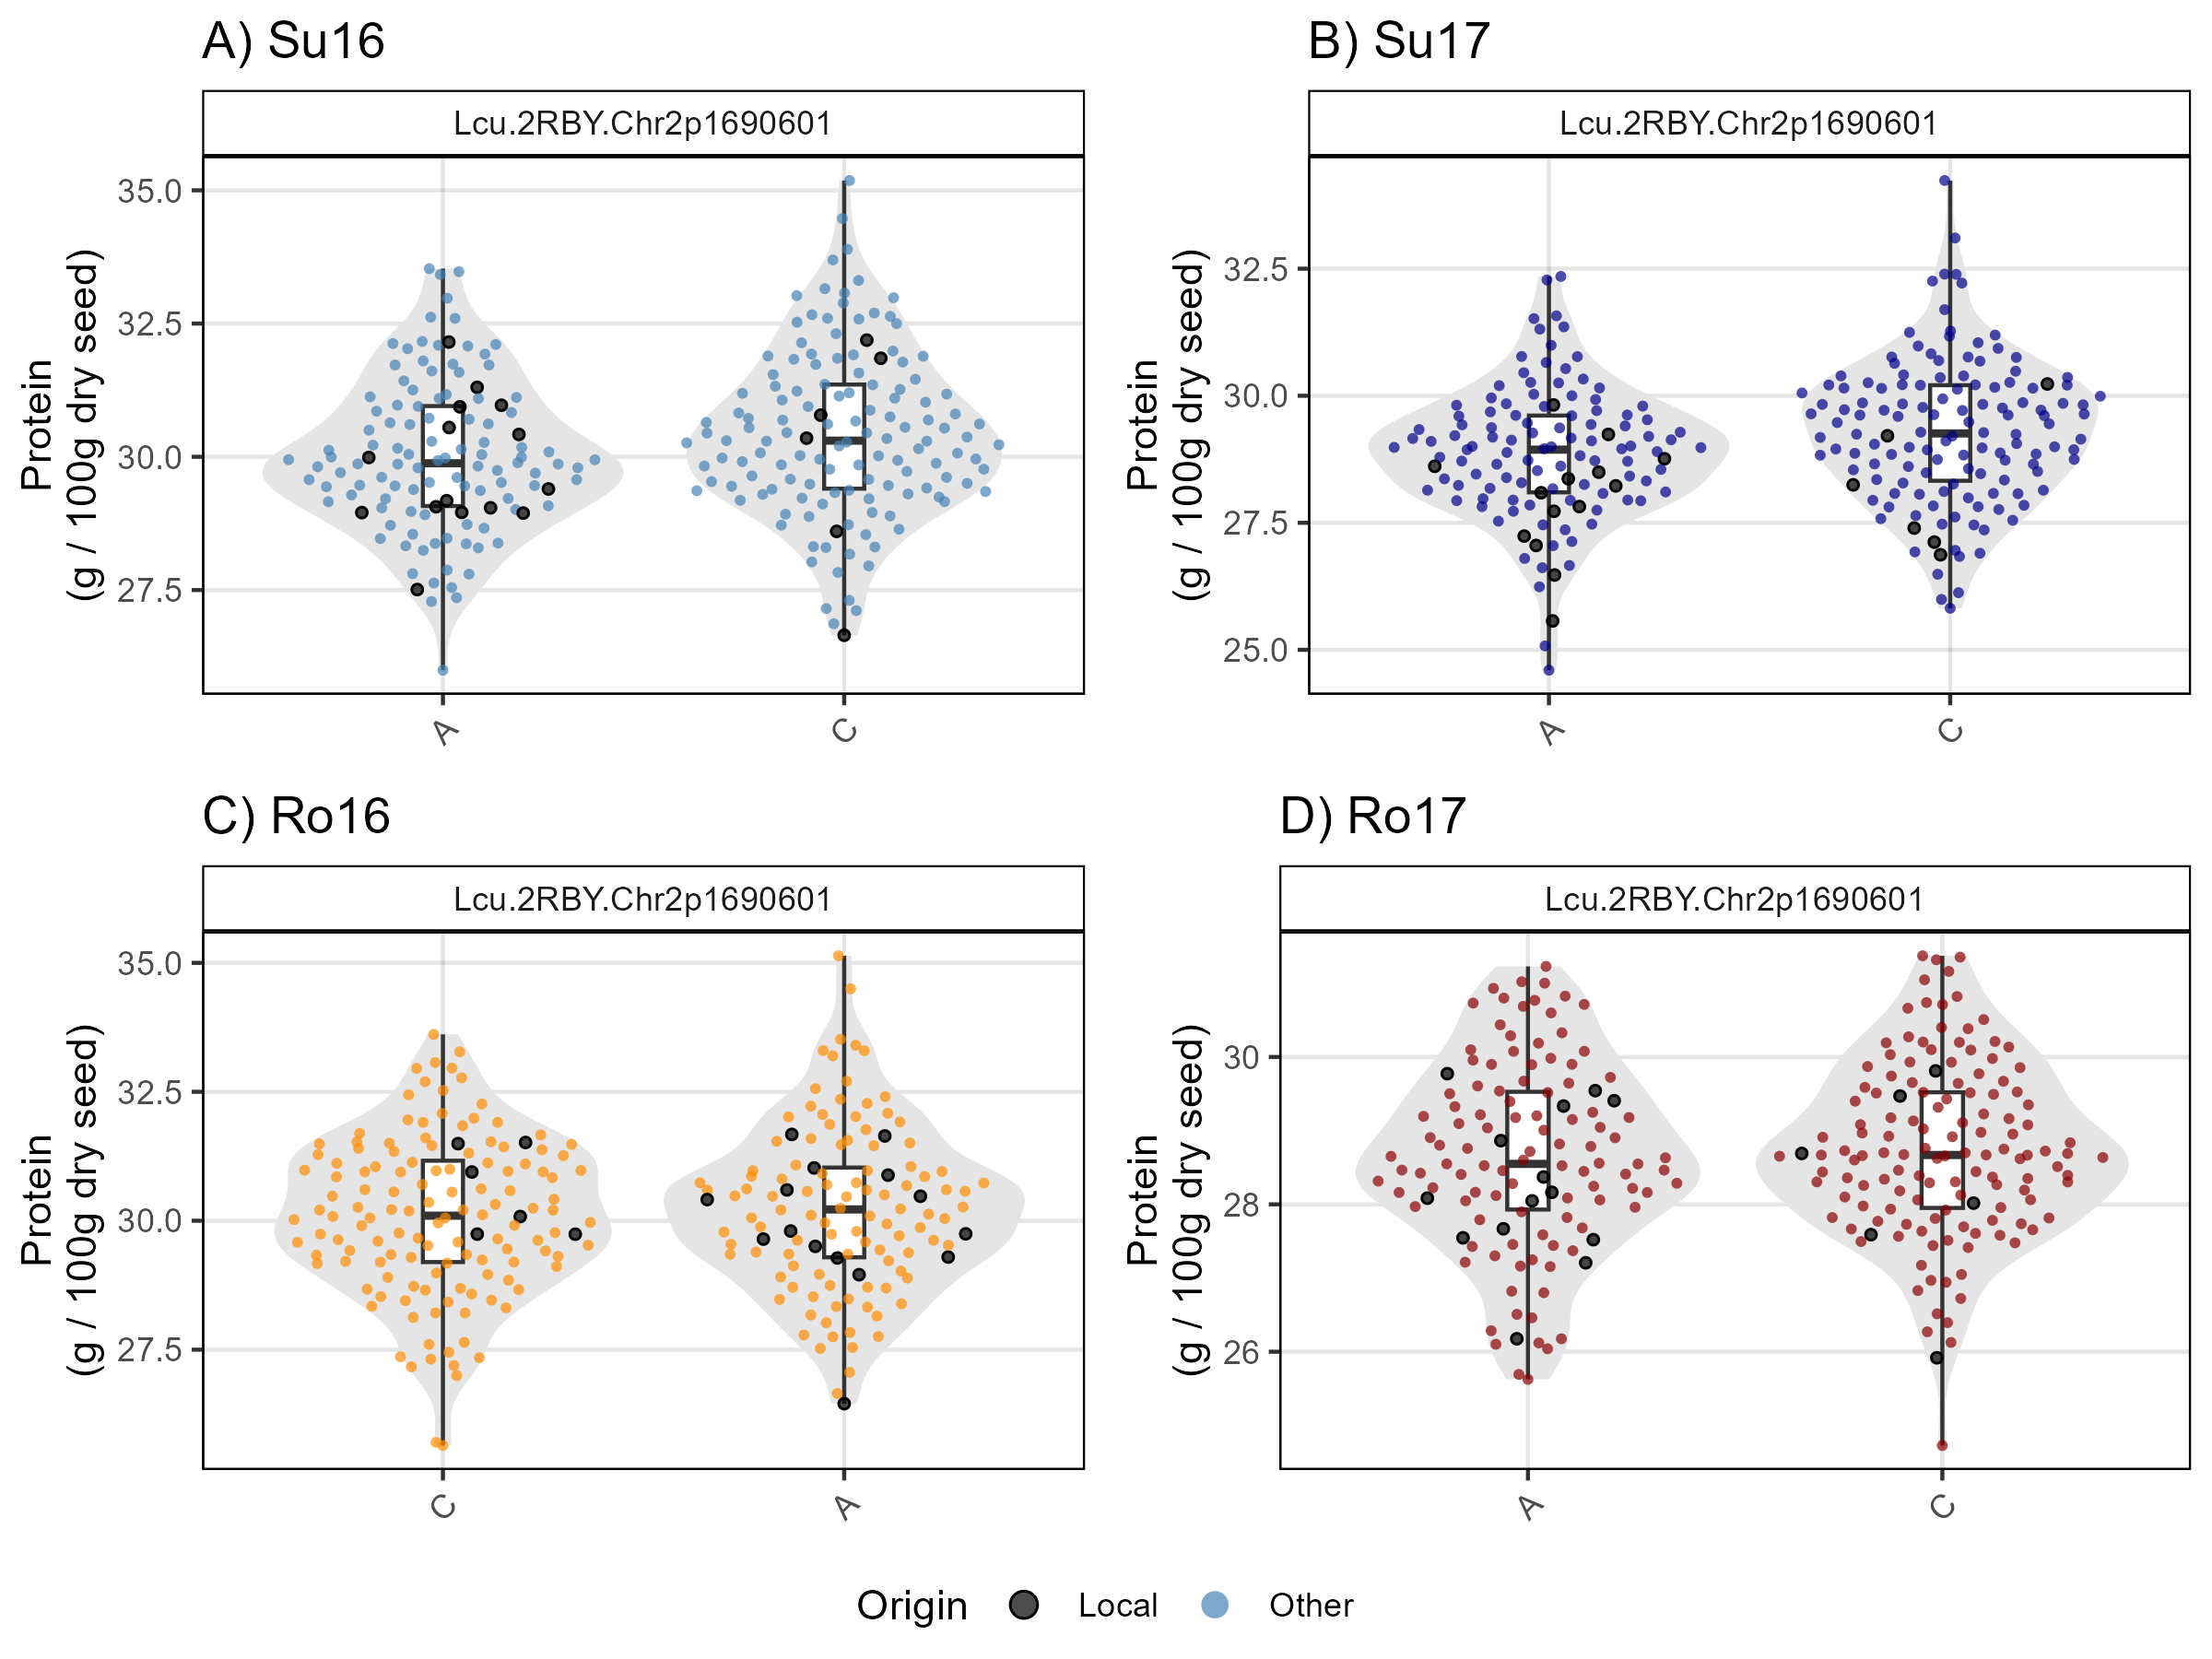 A) Su16
Lcu.2RBY.Chr2p1690601
Protein
(g / 100g dry seed)
35.0
32.5
30.0
27.5
A
C
B) Su17
Lcu.2RBY.Chr2p1690601
Protein
(g / 100g dry seed)
32.5
30.0
27.5
25.0
A
C
C) Ro16
Lcu.2RBY.Chr2p1690601
Protein
(g / 100g dry seed)
35.0
32.5
30.0
27.5
C
A
D) Ro17
Lcu.2RBY.Chr2p1690601
Protein
(g / 100g dry seed)
30
28
26
A
C
Origin Local Other